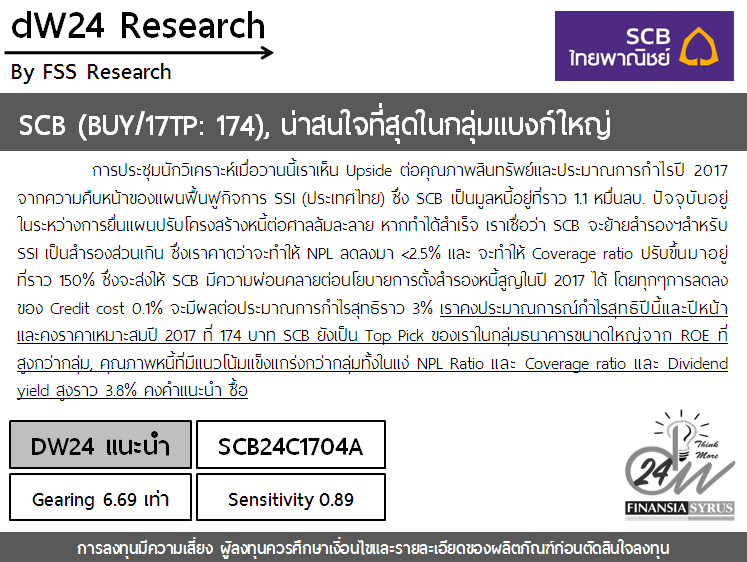 dW24 Research
By FSS Research
SCB
ไทยพาณิชย์
SCB (BUY/17TP: 174), น่าสนใจที่สุดในกลุ่มแบงก์ใหญ่
การประชุมนักวิเคราะห์เมื่อวานนี้เราเห็น Upside ต่อคุณภาพสินทรัพย์และประมาณการกำไรปี 2017
จากความคืบหน้าของแผนฟื้นฟูกิจการ SSI (ประเทศไทย) ซึ่ง SCB เป็นมูลหนี้อยู่ที่ราว 1.1 หมื่นลบ. ปัจจุบันอยู่
ในระหว่างการยื่นแผนปรับโครงสร้างหนี้ต่อศาลล้มละลาย หากทำได้สำเร็จ เราเชื่อว่า SCB จะย้ายสำรองฯสำหรับ
SSI เป็นสำรองส่วนเกิน ซึ่งเราคาดว่าจะทำให้ NPL ลดลงมา <2.5% และ จะทำให้ Coverage ratio ปรับขึ้นมาอยู่
ที่ราว 150% ซึ่งจะส่งให้ SCB มีความผ่อนคลายต่อนโยบายการตั้งสำรองหนี้สูญในปี 2017 ได้ โดยทุกๆการลดลง
ของ Credit cost 0.1% จะมีผลต่อประมาณการกำไรสุทธิราว 3% เราคงประมาณการณ์กำไรสุทธิปีนี้และปีหน้า
และคงราคาเหมาะสมปี 2017 ที่ 174 บาท SCB ยังเป็น Top Pick ของเราในกลุ่มธนาคารขนาดใหญ่จาก ROE ที่
สูงกว่ากลุ่ม, คุณภาพหนี้ที่มีแนวโน้มแข็งแกร่งกว่ากลุ่มทั้งในแง่ NPL Ratio และ Coverage ratio และ Dividend
yield สูงราว 3.8% คงคำแนะนำ ซื้อ
DW24 แนะนำ
SCB24C1704A
Gearing 6.69 เท่า
Sensitivity 0.89
Think
More
24
dw
FINANSIA SYRUS
การลงทุนมีความเสี่ยง ผู้ลงทุนควรศึกษาเงื่อนไขและรายละเอียดของผลิตภัณฑ์ก่อนตัดสินใจลงทุน